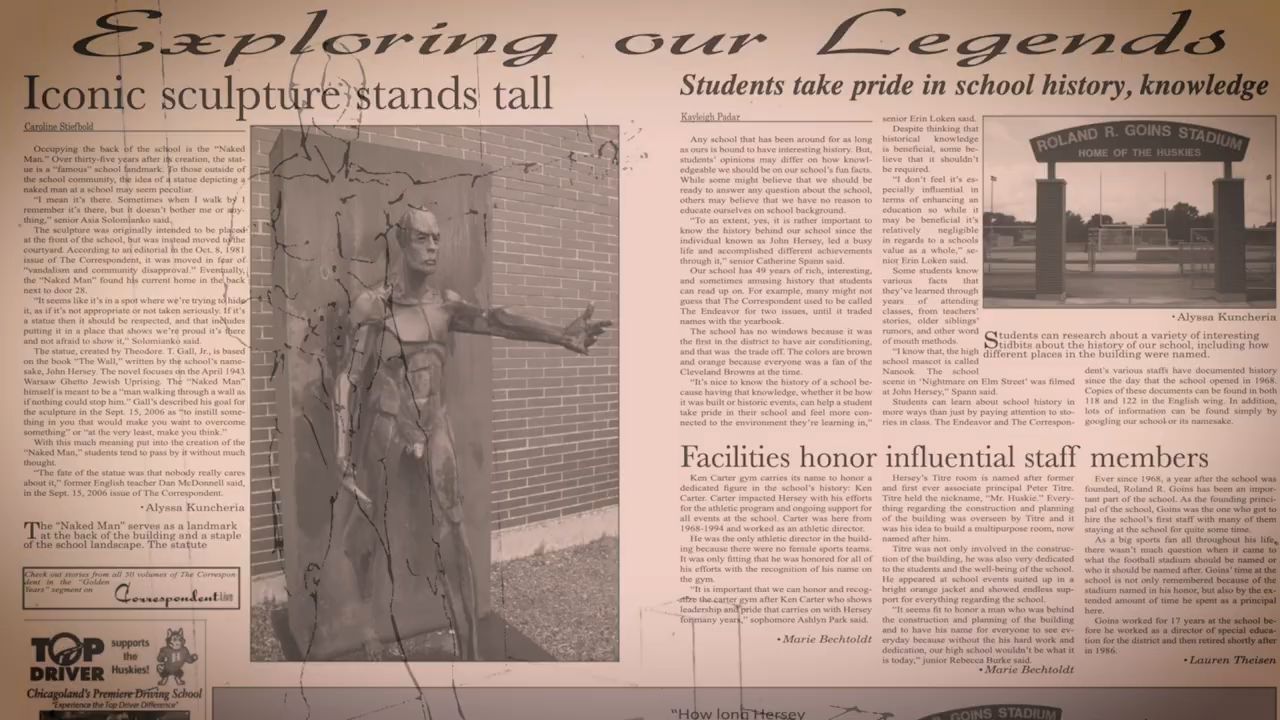 Exploring our Legends
Iconic sculpture stands tall
Caroline Stiefbold
Occupying the back of the school is the "Naked
Man." Over thirty-five years after its creation, the stat-
ue is a "famous" school landmark. To those outside of
the school community, the idea of a statue depicting a
naked man at a school may seem peculiar.
"I mean it's there. Sometimes when I walk by I
remember it's there, but it doesn't bother me or any-
thing," senior Asia Solomianko said.
The sculpture was originally intended to be placed
at the front of the school, but was instead moved to the
courtyard. According to an editorial in the Oct. 8, 1981
issue of The Correspondent, it was moved in fear of
"vandalism and community disapproval." Eventually,
the "Naked Man" found his current home in the back
next to door 28.
"It seems like it's in a spot where we're trying to hide
it, as if it's not appropriate or not taken seriously. If it's
a statue then it should be respected, and that includes
putting it in a place that shows we're proud it's there
and not afraid to show it," Solomianko said.
The statue, created by Theodore. T. Gall, Jr., is based
on the book "The Wall," written by the school's name-
sake, John Hersey. The novel focuses on the April 1943
Warsaw Ghetto Jewish Uprising. The "Naked Man"
himself is meant to be a "man walking through a wall as
if nothing could stop him." Gall's described his goal for
the sculpture in the Sept. 15, 2006 as "to instill some-
thing in you that would make you want to overcome
something" or "at the very least, make you think."
With this much meaning put into the creation of the
"Naked Man," students tend to pass by it without much
thought.
"The fate of the statue was that nobody really cares
about it," former English teacher Dan McDonnell said,
in the Sept. 15, 2006 issue of The Correspondent.
• Alyssa Kuncheria
The "Naked Man" serves as a landmark
at the back of the building and a staple
of the school landscape. The statute
Check out stories from all 50 volumes of The Correspon-
dent in the "Golden
Years" segment on
Correspondent Live
TOP
DRIVER
supports
the
Huskies!
Chicagoland's Premiere Driving School
"Experience the Top Driver Difference"
Students take pride in school history, knowledge
Kayleigh Padar
Any school that has been around for as long
as ours is bound to have interesting history. But,
students' opinions may differ on how knowl-
edgeable we should be on our school's fun facts.
While some might believe that we should be
ready to answer any question about the school,
others may believe that we have no reason to
educate ourselves on school background.
"To an extent, yes, it is rather important to
know the history behind our school since the
individual known as John Hersey, led a busy
life and accomplished different achievements
through it," senior Catherine Spann said.
Our school has 49 years of rich, interesting,
and sometimes amusing history that students
can read up on. For example, many might not
guess that The Correspondent used to be called
The Endeavor for two issues, until it traded
names with the yearbook.
The school has no windows because it was
the first in the district to have air conditioning,
and that was the trade off. The colors are brown
and orange because everyone was a fan of the
Cleveland Browns at the time.
"It's nice to know the history of a school be-
cause having that knowledge, whether it be how
it was built or historic events, can help a student
take pride in their school and feel more con-
nected to the environment they're learning in,"
senior Erin Loken said.
Despite thinking that
historical knowledge
is beneficial, some be-
lieve that it shouldn't
be required.
"I don't feel it's es-
pecially influential in
terms of enhancing an
education so while it
may be beneficial it's
relatively negligible
in regards to a schools
value as a whole," se-
nior Erin Loken said.
Some students know
various facts that
they've learned through
years of attending
classes, from teachers'
stories, older siblings'
rumors, and other word
of mouth methods.
"I know that, the high
school mascot is called
Nanook. The school
scene in 'Nightmare on Elm Street' was filmed
at John Hersey," Spann said.
Students can learn about school history in
more ways than just by paying attention to sto-
ries in class. The Endeavor and The Correspon-
ROLAND R. GOINS STADIUM
HOME OF THE HUSKIES
• Alyssa Kuncheria
Students can research about a variety of interesting
tidbits about the history of our school, including how
different places in the building were named.
dent's various staffs have documented history
since the day that the school opened in 1968.
Copies of these documents can be found in both
118 and 122 in the English wing. In addition,
lots of information can be found simply by
googling our school or its namesake.
Facilities honor influential staff members
Ken Carter gym carries its name to honor a
dedicated figure in the school's history: Ken
Carter. Carter impacted Hersey with his efforts
for the athletic program and ongoing support for
all events at the school. Carter was here from
1968-1994 and worked as an athletic director.
He was the only athletic director in the build-
ing because there were no female sports teams.
It was only fitting that he was honored for all of
his efforts with the recognition of his name on
the gym.
"It is important that we can honor and recog-
nize the carter gym after Ken Carter who shows
leadership and pride that carries on with Hersey
for many years," sophomore Ashlyn Park said.
• Marie Bechtoldt
Hersey's Titre room is named after former
and first ever associate principal Peter Titre.
Titre held the nickname, "Mr. Huskie." Every-
thing regarding the construction and planning
of the building was overseen by Titre and it
was his idea to build a multipurpose room, now
named after him.
Titre was not only involved in the construc-
tion of the building, he was also very dedicated
to the students and the well-being of the school.
He appeared at school events suited up in a
bright orange jacket and showed endless sup-
port for everything regarding the school.
"It seems fit to honor a man who was behind
the construction and planning of the building
and to have his name for everyone to see ev-
eryday because without the his hard work and
dedication, our high school wouldn't be what it
is today," junior Rebecca Burke said.
• Marie Bechtoldt
Ever since 1968, a year after the school was
founded, Roland R. Goins has been an impor-
tant part of the school. As the founding princi-
pal of the school, Goins was the one who got to
hire the school's first staff with many of them
staying at the school for quite some time.
As a big sports fan all throughout his life,
there wasn't much question when it came to
what the football stadium should be named or
who it should be named after. Goins' time at the
school is not only remembered because of the
stadium named in his honor, but also by the ex-
tended amount of time he spent as a principal
here.
Goins worked for 17 years at the school be-
fore he worked as a director of special educa-
tion for the district and then retired shortly after
in 1986.
• Lauren Theisen
"How long Hersey
GOINS STADIUM